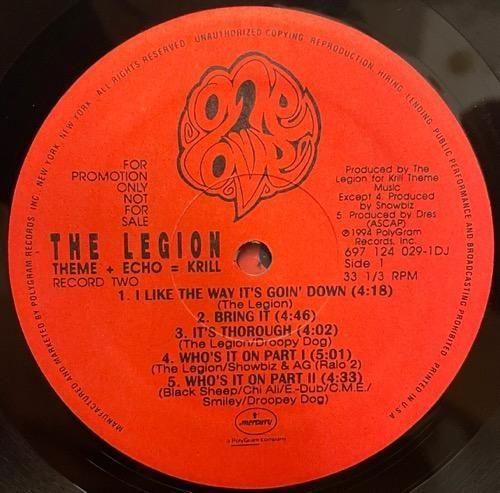 ALL RIGHTS RESERVED. UNAUTHORIZED COPYING, REPRODUCTION, HIRING, LENDING, PUBLIC PERFORMANCE AND BROADCASTING PROHIBITED.
PRINTED IN U.S.A.
MANUFACTURED AND MARKETED BY POLYGRAM RECORDS, INC. NEW YORK, NEW YORK.
one love
FOR
PROMOTION
ONLY
NOT
FOR
SALE
Produced by The
Legion for Krill Theme
Music
Except 4. Produced
by Showbiz
5. Produced by Dres
(ASCAP)
℗1994 PolyGram
Records, Inc.
697 124 029-1DJ
Side 1
33 1/3 RPM
THE LEGION
THEME + ECHO = KRILL
RECORD TWO
1. I LIKE THE WAY IT'S GOIN' DOWN (4:18)
(The Legion)
2. BRING IT (4:46)
3. IT'S THOROUGH (4:02)
(The Legion/Droopy Dog)
4. WHO'S IT ON PART I (5:01)
(The Legion/Showbiz & AG (Ralo 2)
5. WHO'S IT ON PART II (4:33)
(Black Sheep/Chi Ali/E.-Dub/C.M.E./
Smiley/Droopey Dog)
mercury
a PolyGram company